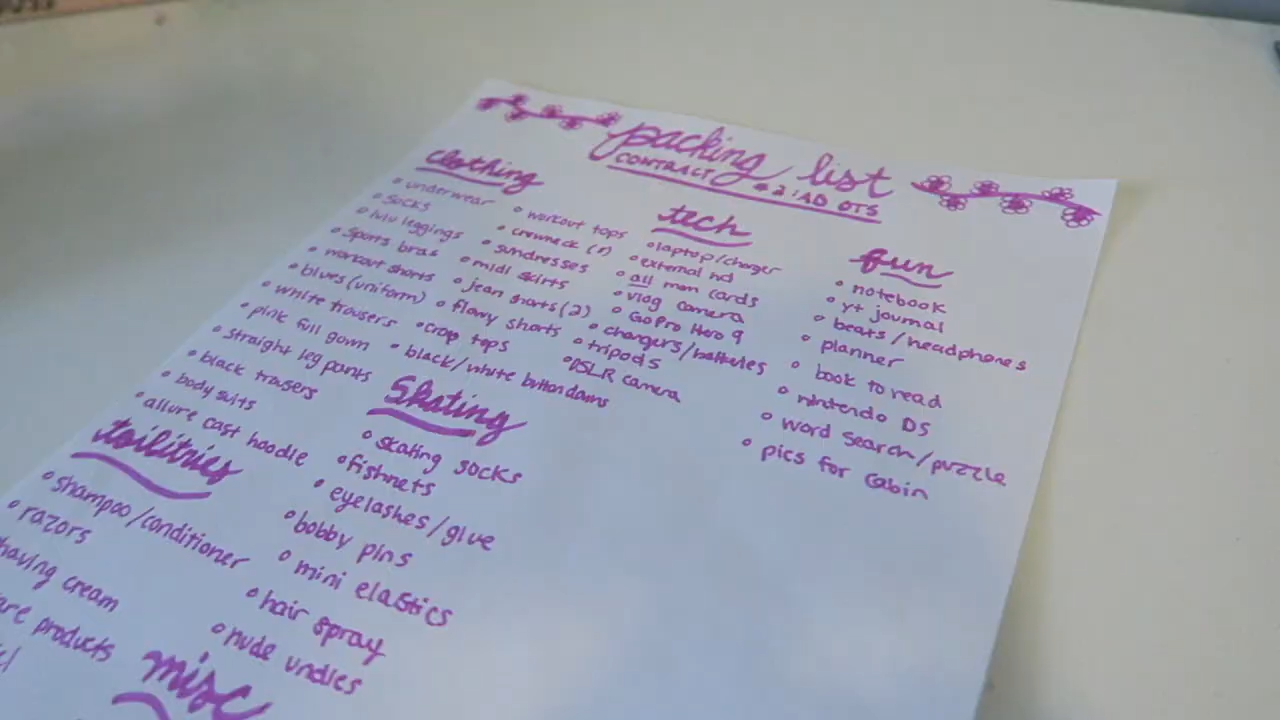 packing list
CONTRACT #2: AD OTS
clothing
underwear
socks
lulu leggings
sports bras
workout shorts
blues (uniform)
white trousers
pink full gown
straight leg pants
black trousers
body suits
allure cast hoodie
workout tops
crewneck (1)
sundresses
midi skirts
jean shorts (2)
flowy shorts
crop tops
black/white button downs
tech
laptop/charger
external hd
all mem cards
vlog camera
GoPro Hero 9
chargers/batteries
tripods
DSLR camera
fun
notebook
yt journal
beats/headphones
planner
book to read
nintendo DS
word search/puzzle
pics for cabin
Skating
skating socks
fishnets
eyelashes/glue
bobby pins
mini elastics
hair spray
nude undies
toilitries
shampoo/conditioner
razors
having cream
products
misc